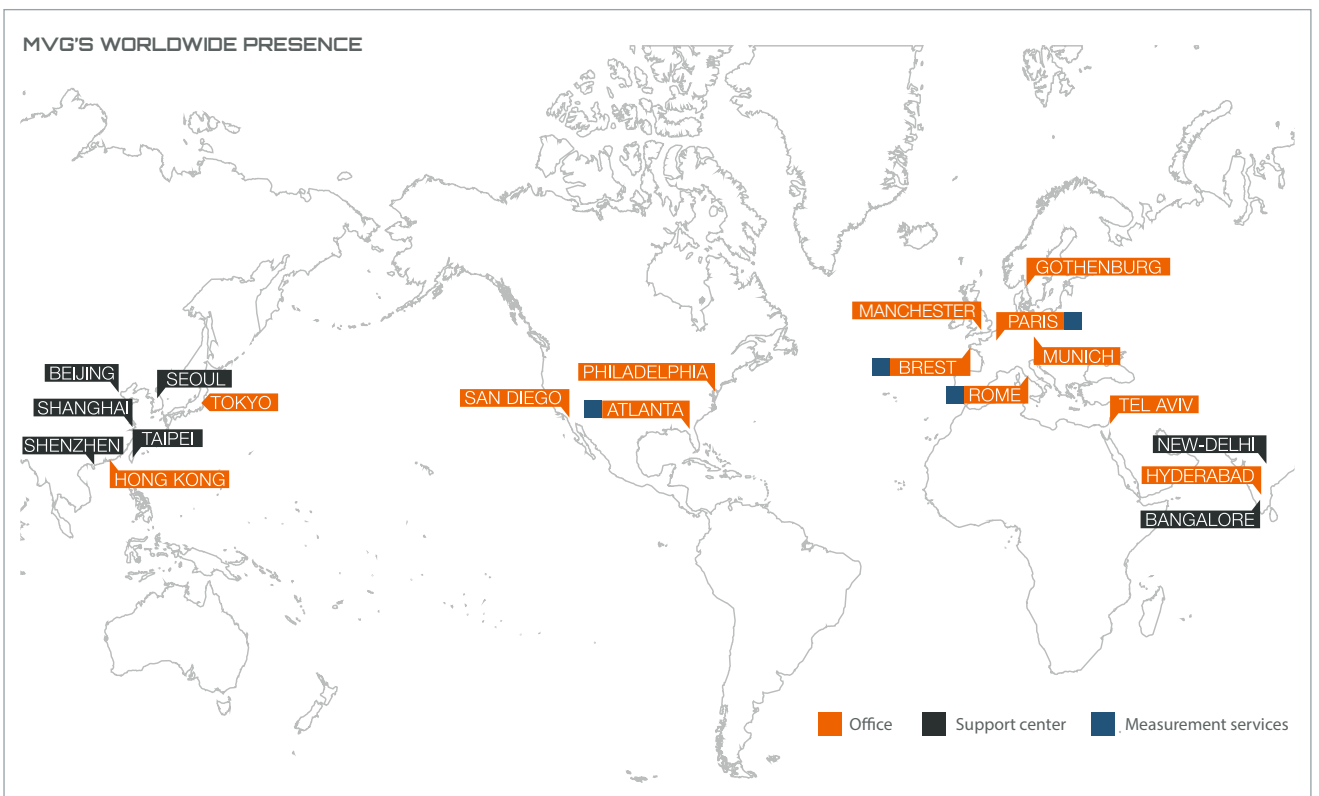 MVG'S WORLDWIDE PRESENCE
GOTHENBURG
MANCHESTER
PARIS
MUNICH
BREST
ROME
TEL AVIV
NEW-DELHI
HYDERABAD
BANGALORE
PHILADELPHIA
SAN DIEGO
ATLANTA
BEIJING
SEOUL
SHANGHAI
TOKYO
SHENZHEN
TAIPEI
HONG KONG
Office
Support center
Measurement services